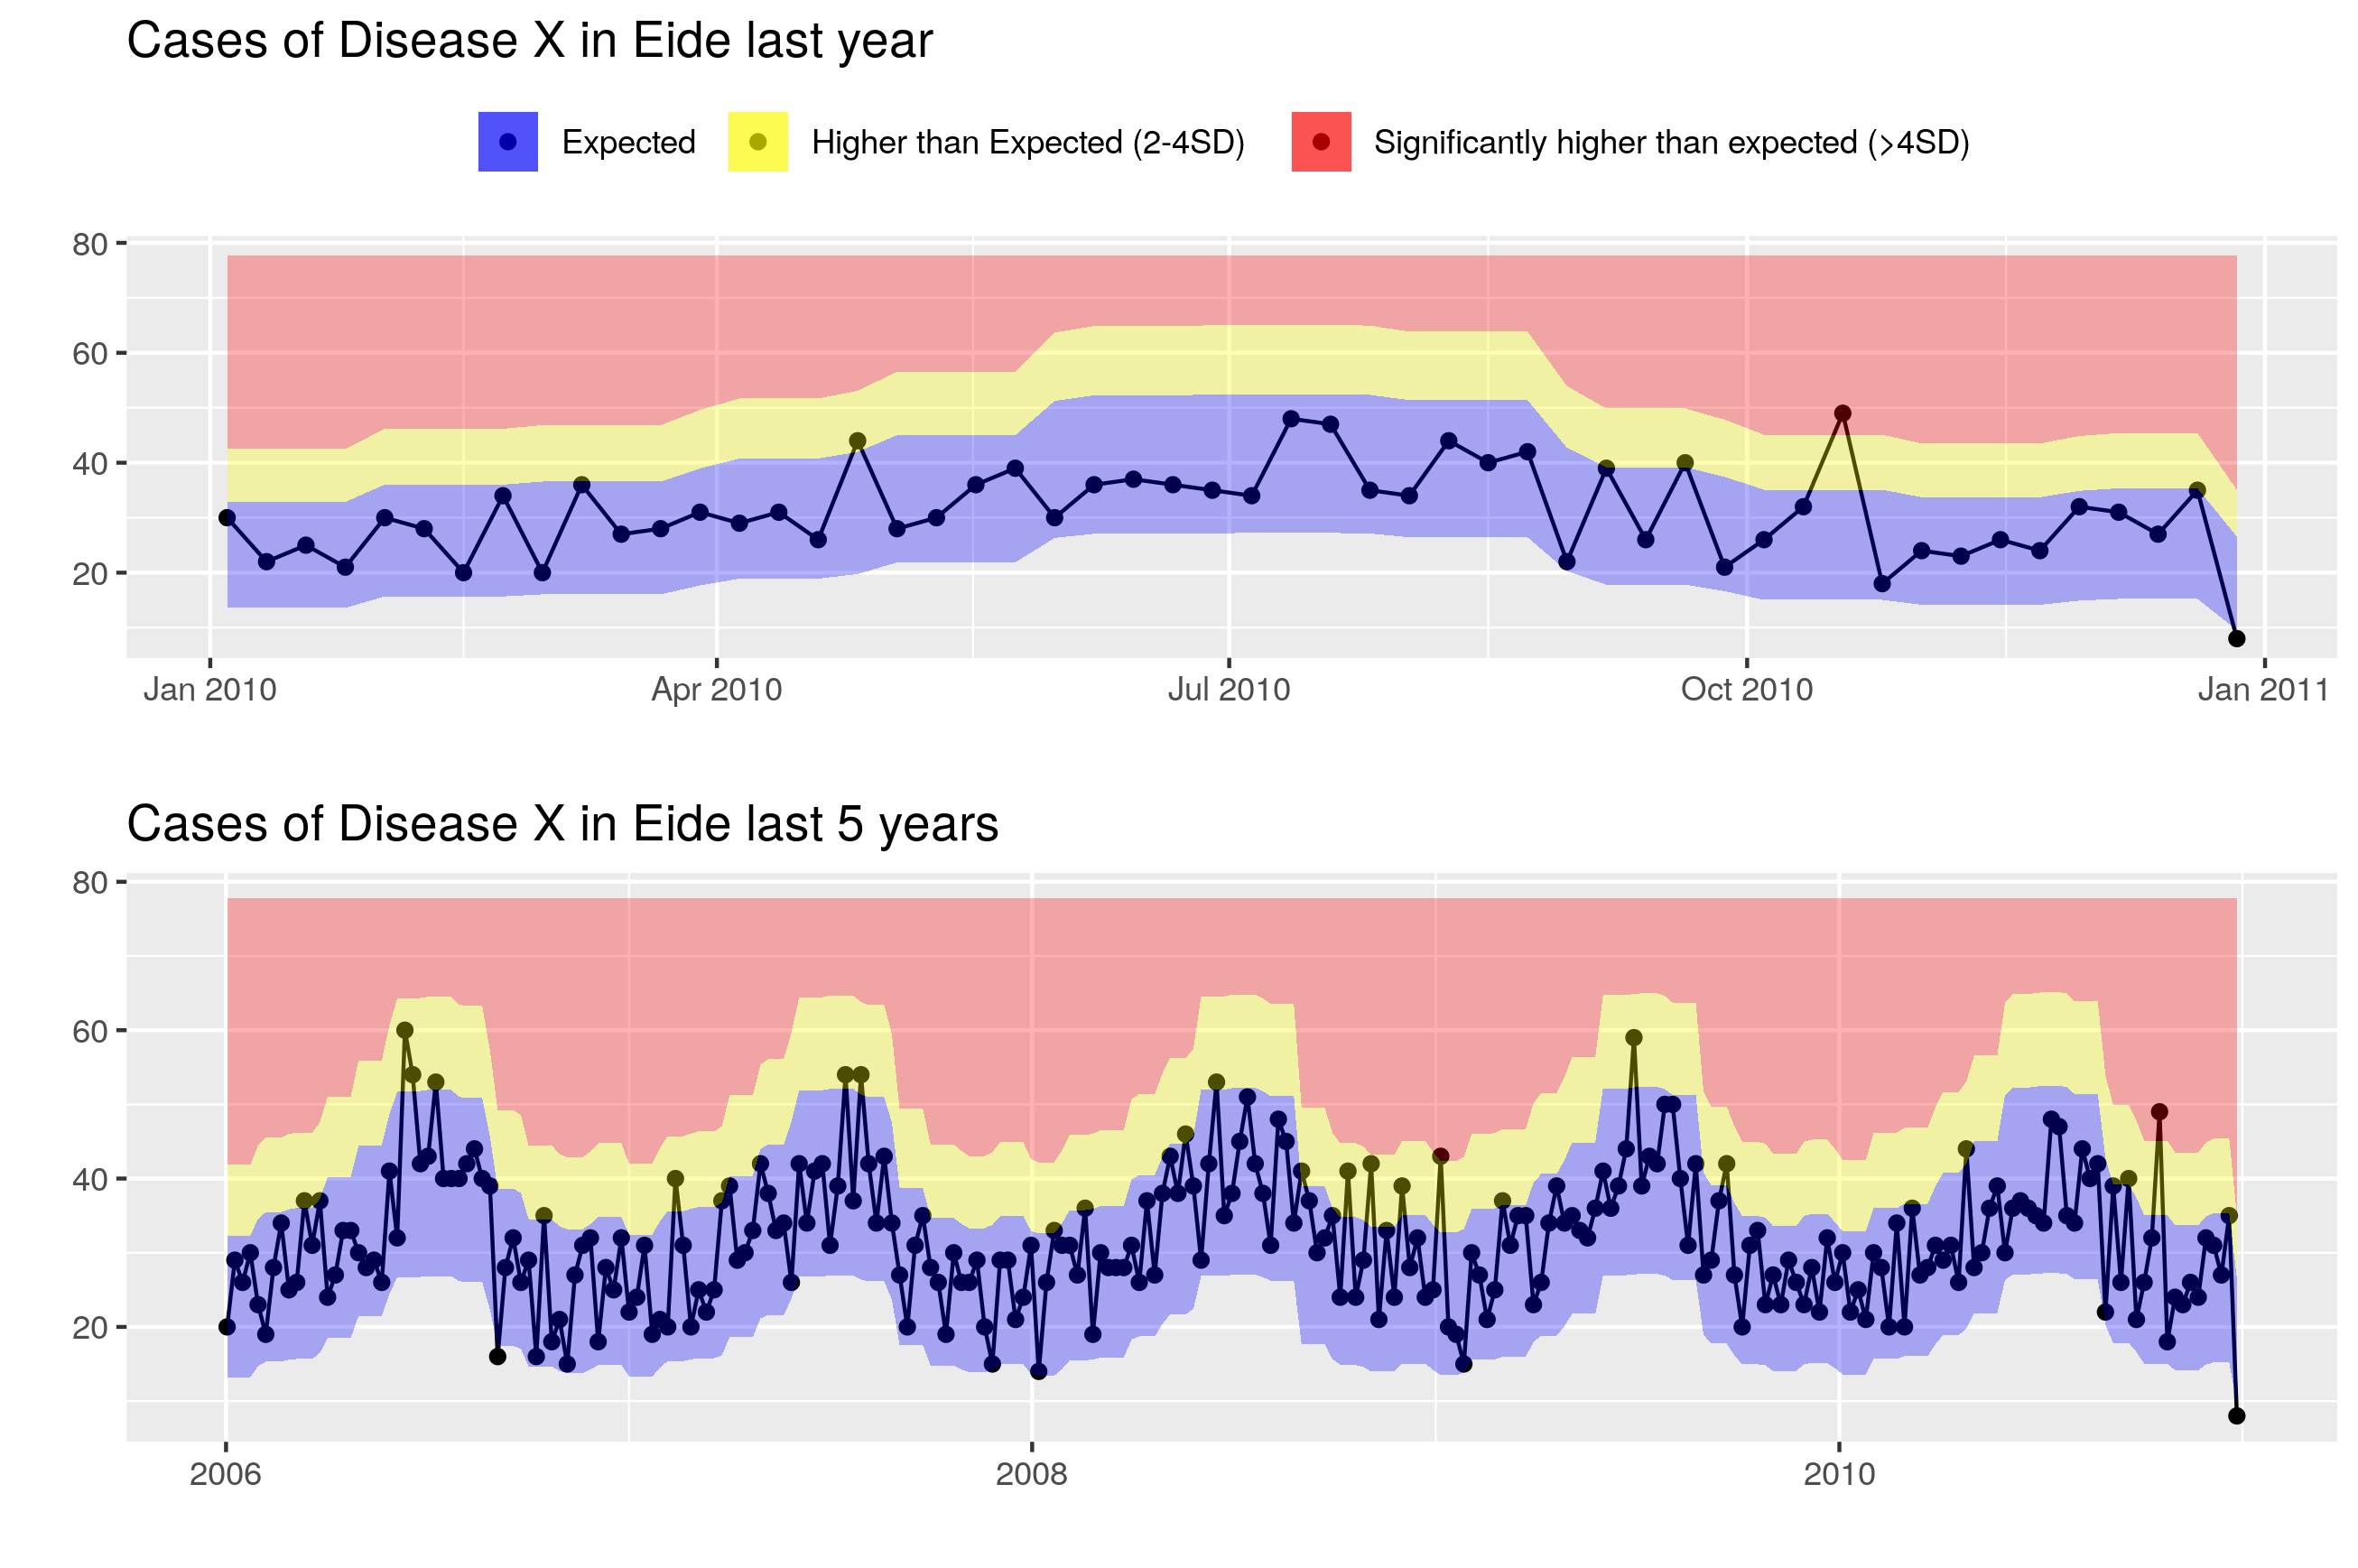 Cases of Disease X in Eide last year
Expected Higher than Expected (2-4SD) Significantly higher than expected (>4SD)
80
60
40
20
Jan 2010 Apr 2010 Jul 2010 Oct 2010 Jan 2011
Cases of Disease X in Eide last 5 years
80
60
40
20
2006 2008 2010